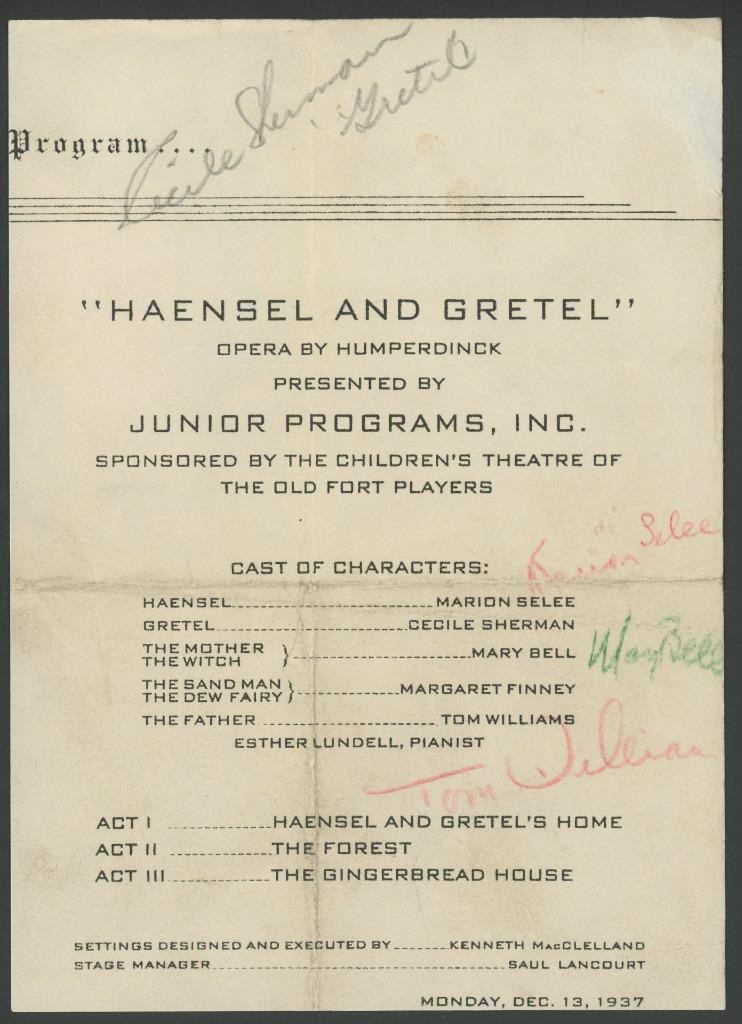 Cecile Sherman
Gretel
Program....
"HAENSEL AND GRETEL"
OPERA BY HUMPERDINCK
PRESENTED BY
JUNIOR PROGRAMS, INC.
SPONSORED BY THE CHILDREN'S THEATRE OF
THE OLD FORT PLAYERS
Marion Selee
CAST OF CHARACTERS:
HAENSEL MARION SELEE
GRETEL CECILE SHERMAN
THE MOTHER
THE WITCH } MARY BELL
Mary Bell
THE SAND MAN
THE DEW FAIRY } MARGARET FINNEY
THE FATHER TOM WILLIAMS
ESTHER LUNDELL, PIANIST
Tom William
ACT I HAENSEL AND GRETEL'S HOME
ACT II THE FOREST
ACT III THE GINGERBREAD HOUSE
SETTINGS DESIGNED AND EXECUTED BY KENNETH MACCLELLAND
STAGE MANAGER SAUL LANCOURT
MONDAY, DEC. 13, 1937